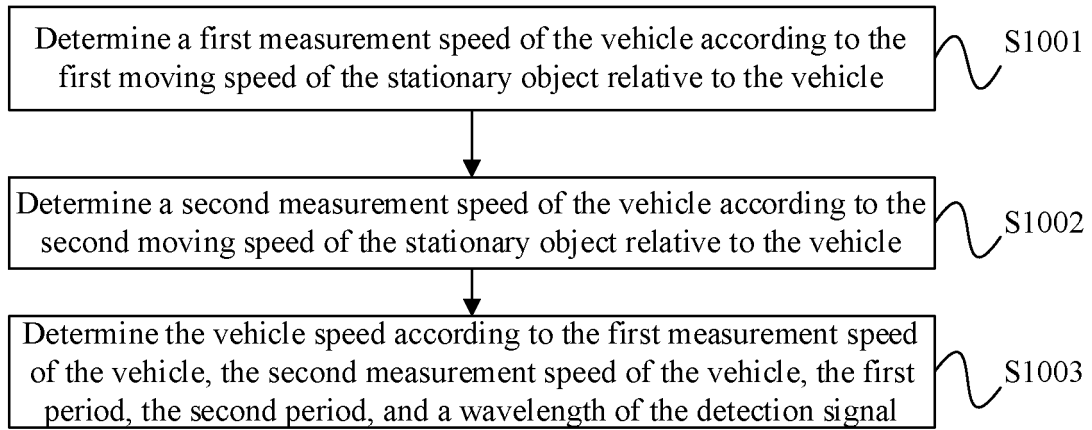 Determine a first measurement speed of the vehicle according to the
first moving speed of the stationary object relative to the vehicle
S1001
Determine a second measurement speed of the vehicle according to the
second moving speed of the stationary object relative to the vehicle
S1002
Determine the vehicle speed according to the first measurement speed
of the vehicle, the second measurement speed of the vehicle, the first
period, the second period, and a wavelength of the detection signal
S1003